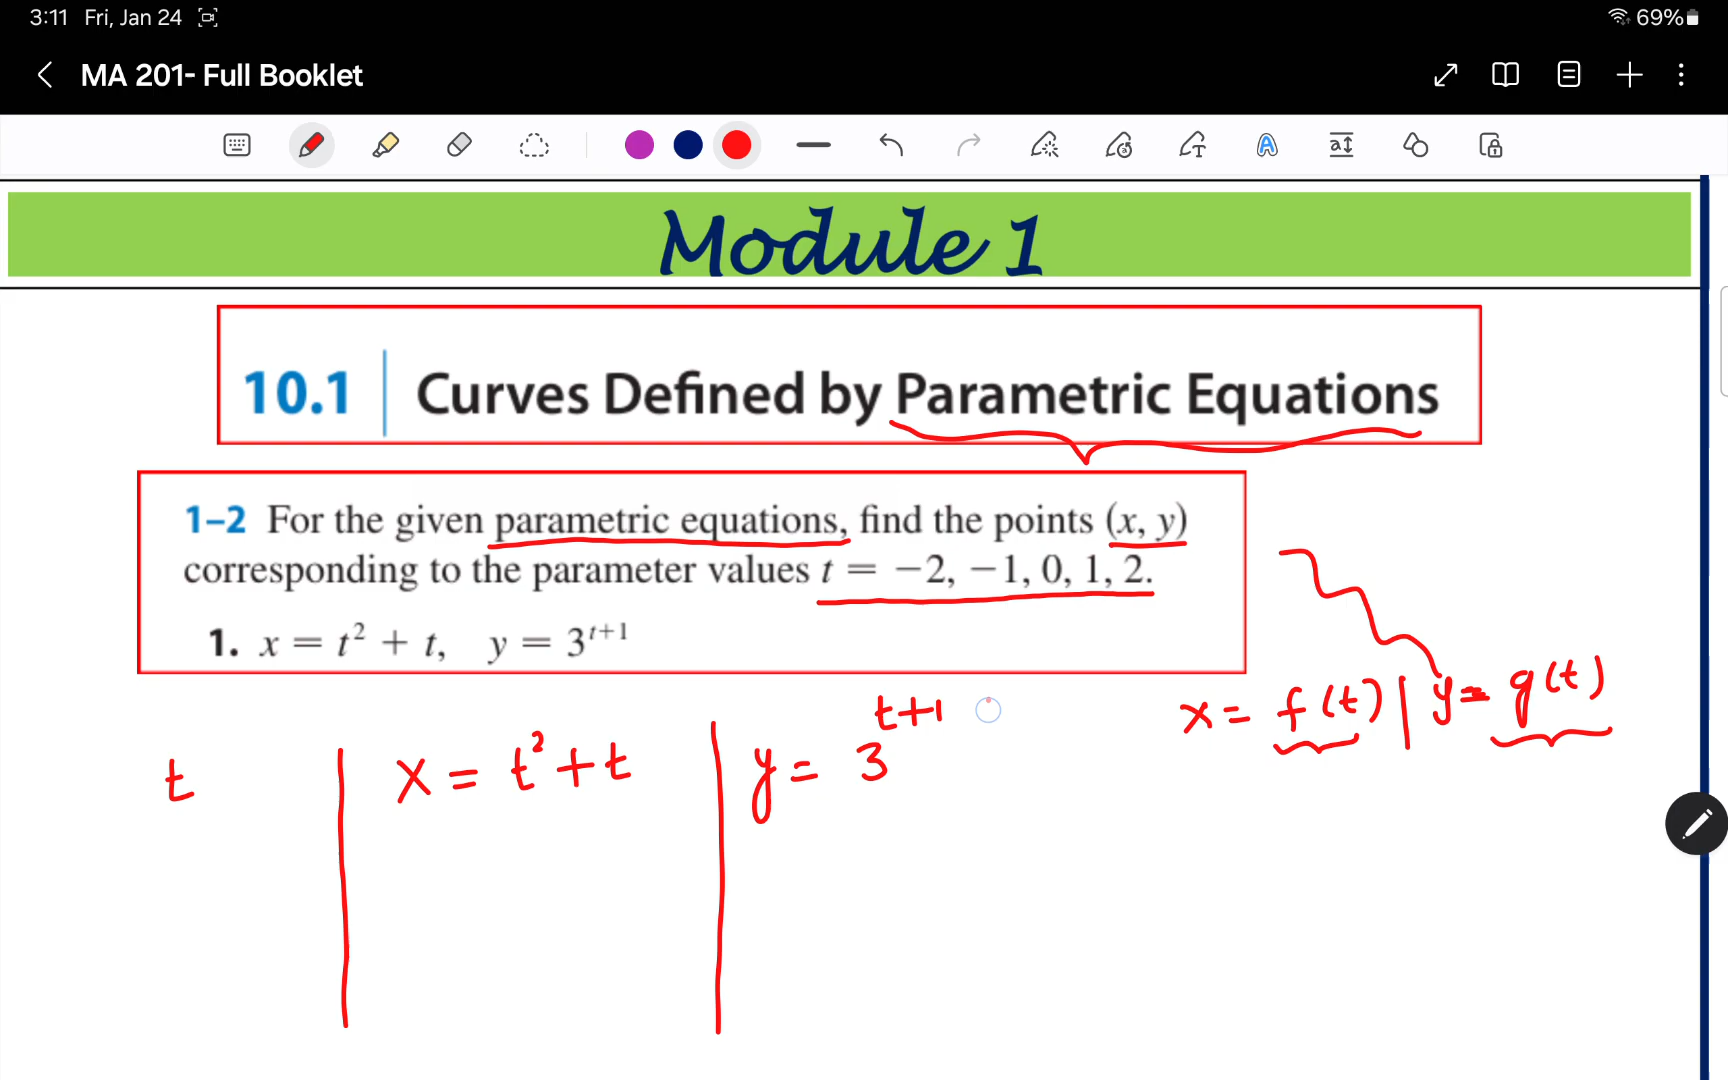 3:11 Fri, Jan 24
69%
MA 201- Full Booklet
Module 1
10.1 Curves Defined by Parametric Equations
1–2 For the given parametric equations, find the points (x, y)
corresponding to the parameter values t = −2, −1, 0, 1, 2.
1. x = t² + t, y = 3^{t+1}
x = f(t) | y = g(t)
t | x = t² + t | y = 3^{t+1}